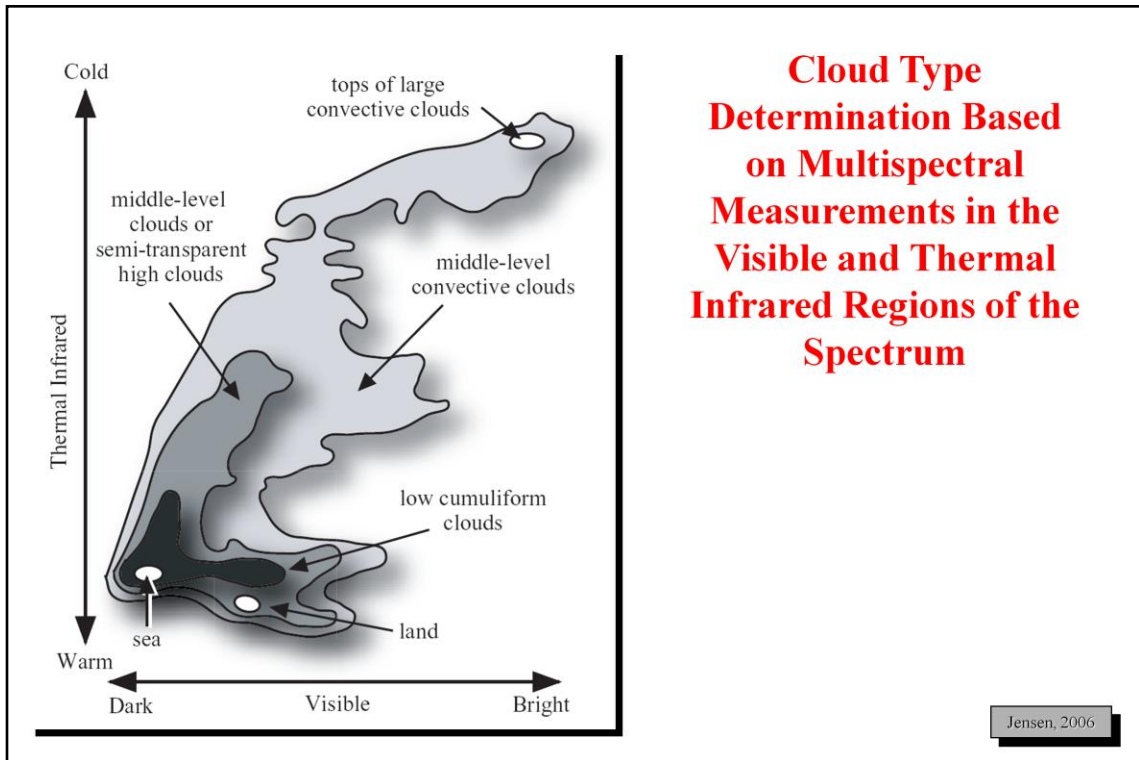 Cold
tops of large
convective clouds
middle-level
clouds or
semi-transparent
high clouds
middle-level
convective clouds
Thermal Infrared
low cumuliform
clouds
land
sea
Warm
Dark
Visible
Bright
Cloud Type
Determination Based
on Multispectral
Measurements in the
Visible and Thermal
Infrared Regions of the
Spectrum
Jensen, 2006